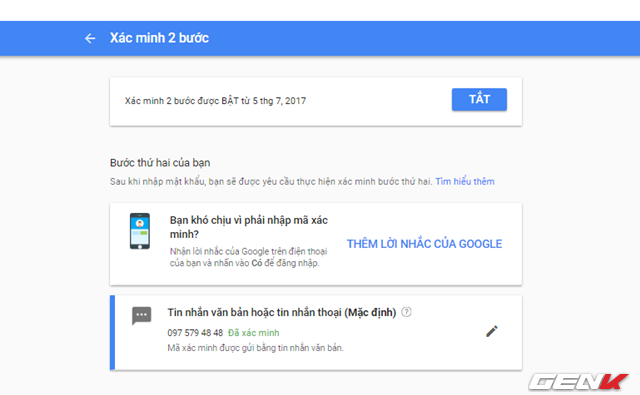 Xác minh 2 bước
Xác minh 2 bước được BẬT từ 5 thg 7, 2017
TẮT
Bước thứ hai của bạn
Sau khi nhập mật khẩu, bạn sẽ được yêu cầu thực hiện xác minh bước thứ hai. Tìm hiểu thêm
Bạn khó chịu vì phải nhập mã xác
minh?
Nhận lời nhắc của Google trên điện thoại
của bạn và nhấn vào Có để đăng nhập.
THÊM LỜI NHẮC CỦA GOOGLE
Tin nhắn văn bản hoặc tin nhắn thoại (Mặc định)
097 579 48 48 Đã xác minh
Mã xác minh được gửi bằng tin nhắn văn bản.
GENK